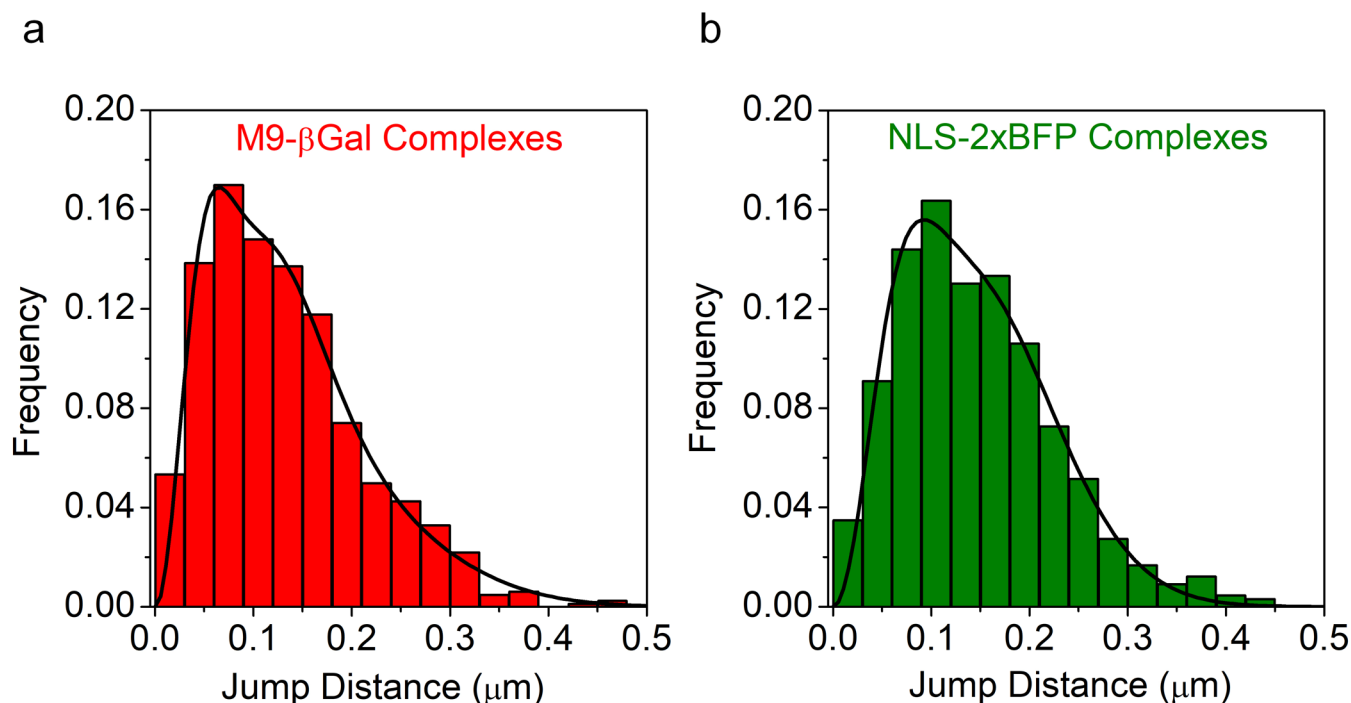 a
b
M9-βGal Complexes
NLS-2xBFP Complexes
0.20
0.16
0.12
0.08
0.04
0.00
Frequency
0.0 0.1 0.2 0.3 0.4 0.5
Jump Distance (μm)
0.20
0.16
0.12
0.08
0.04
0.00
Frequency
0.0 0.1 0.2 0.3 0.4 0.5
Jump Distance (μm)